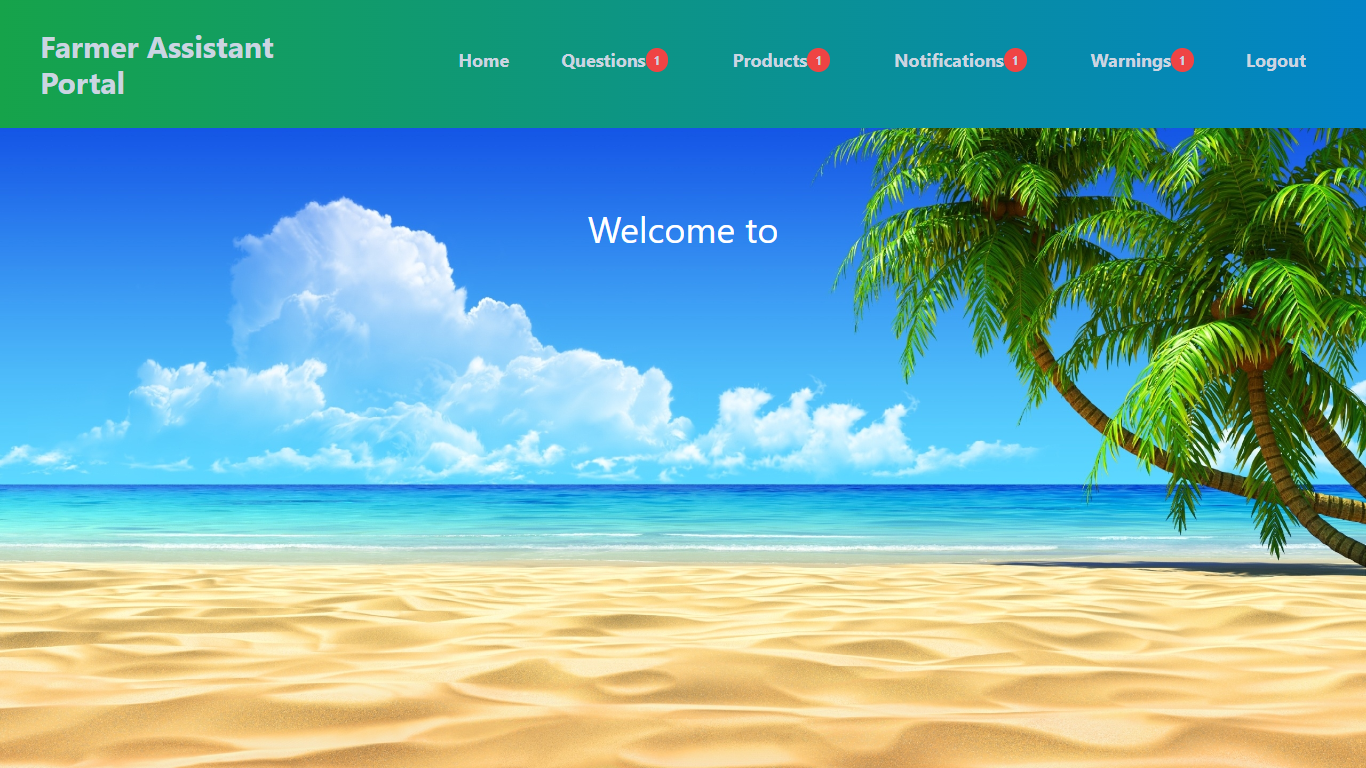 Farmer Assistant
Portal
Home Questions 1 Products 1 Notifications 1 Warnings 1 Logout
Welcome to